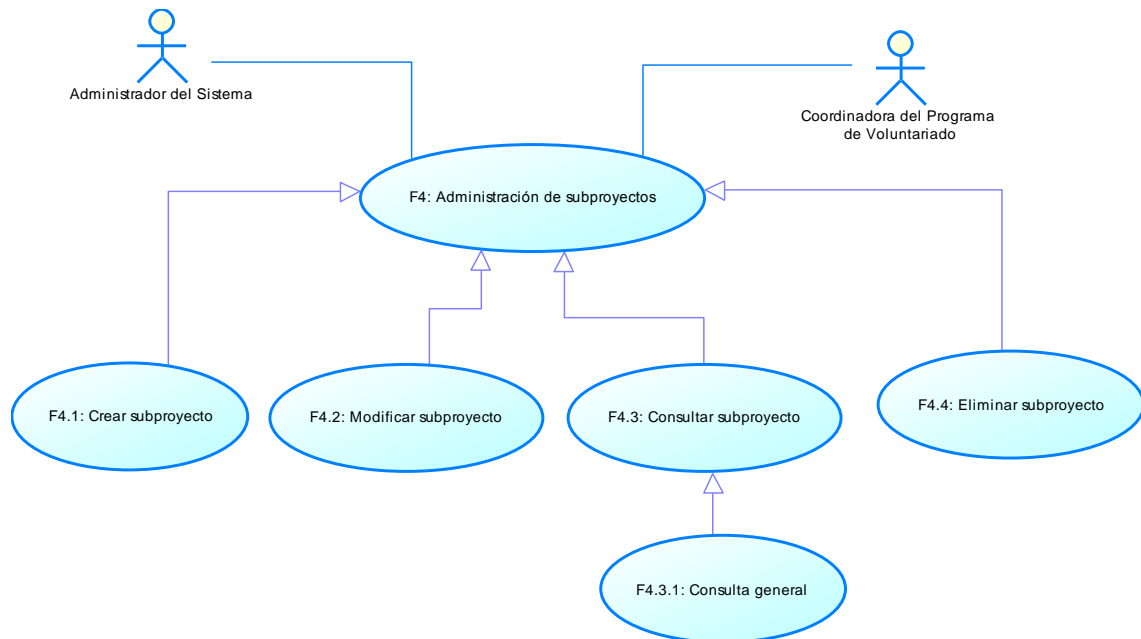 Administrador del Sistema
Coordinadora del Programa
de Voluntariado
F4: Administración de subproyectos
F4.1: Crear subproyecto
F4.2: Modificar subproyecto
F4.3: Consultar subproyecto
F4.4: Eliminar subproyecto
F4.3.1: Consulta general